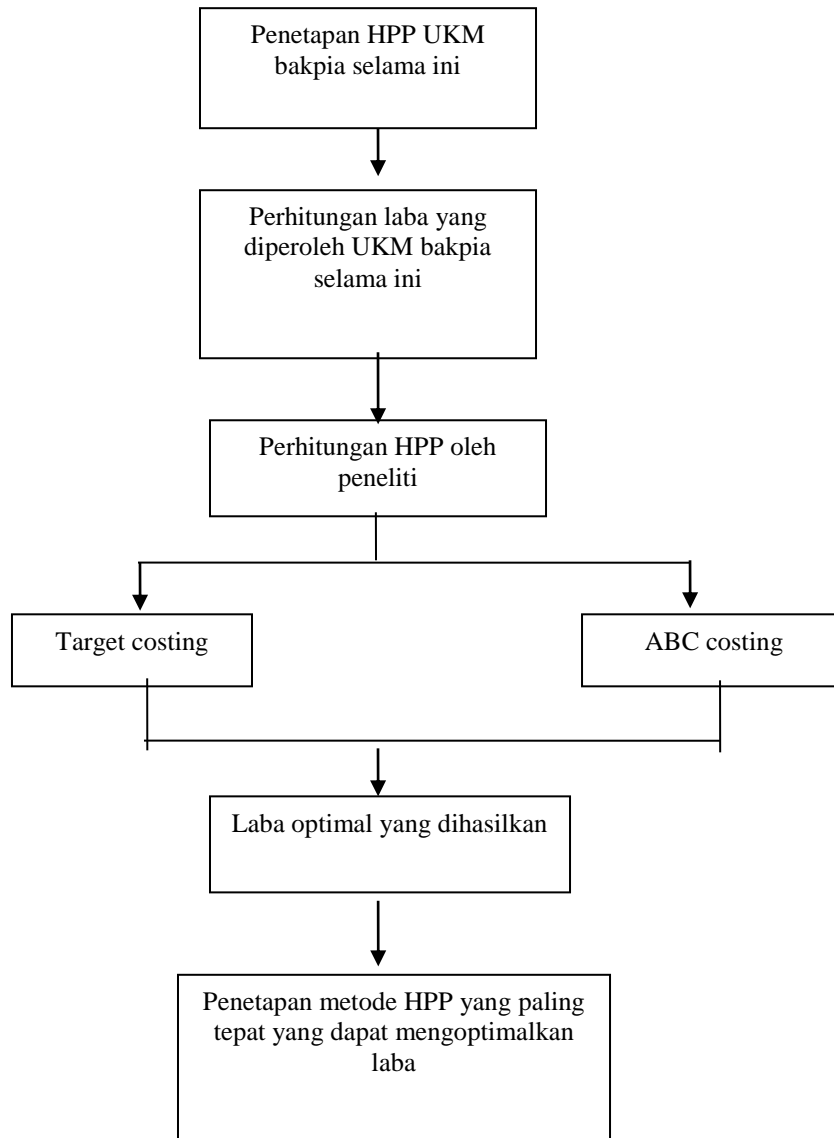 Penetapan HPP UKM
bakpia selama ini
Perhitungan laba yang
diperoleh UKM bakpia
selama ini
Perhitungan HPP oleh
peneliti
Target costing
ABC costing
Laba optimal yang dihasilkan
Penetapan metode HPP yang paling
tepat yang dapat mengoptimalkan
laba